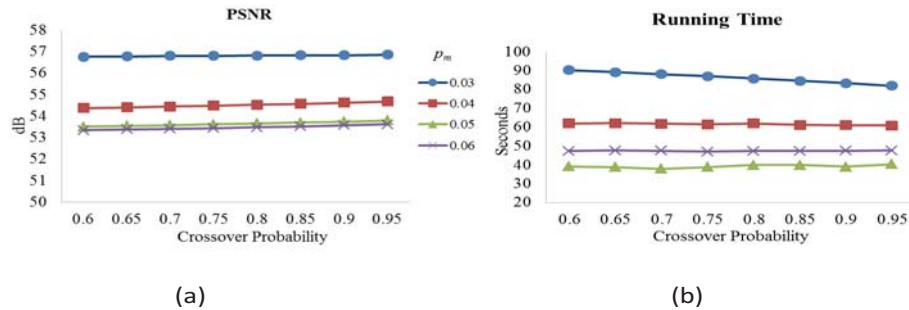 PSNR
58
57
56
55
54
53
52
51
50
dB
0.6 0.65 0.7 0.75 0.8 0.85 0.9 0.95
Crossover Probability
pm
0.03
0.04
0.05
0.06
(a)
Running Time
100
90
80
70
60
50
40
30
20
Seconds
0.6 0.65 0.7 0.75 0.8 0.85 0.9 0.95
Crossover Probability
(b)